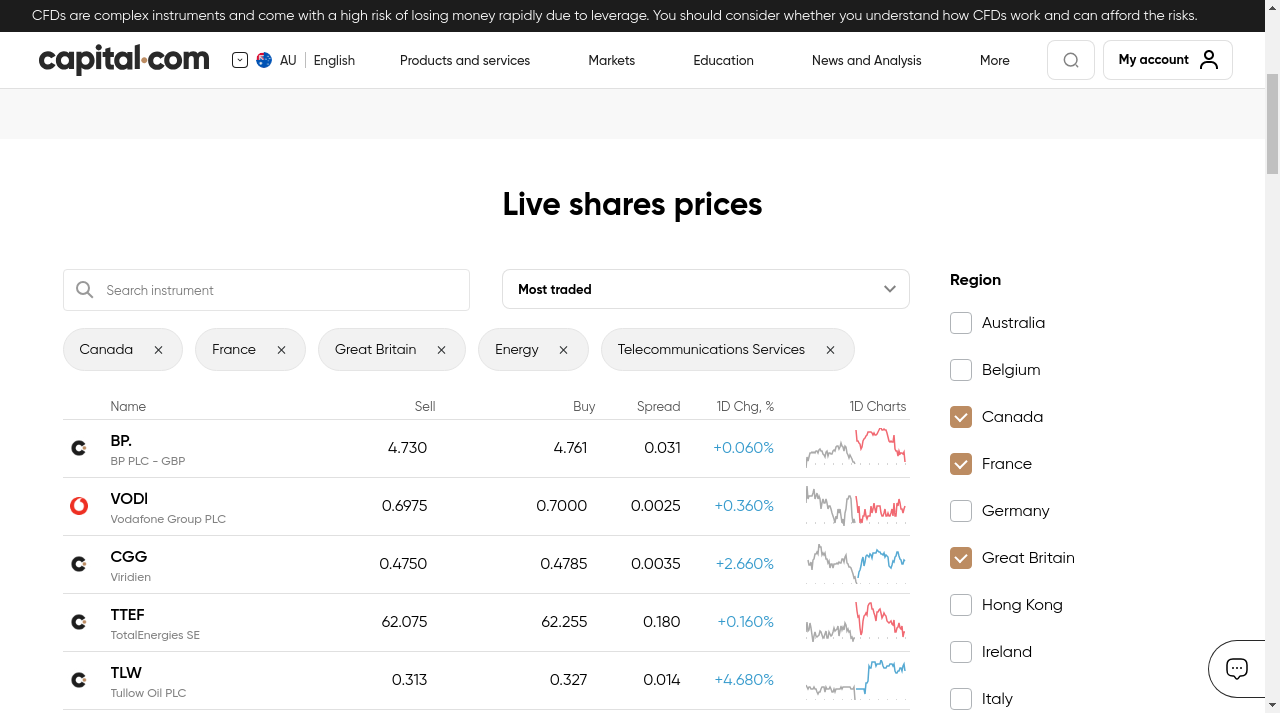 CFDs are complex instruments and come with a high risk of losing money rapidly due to leverage. You should consider whether you understand how CFDs work and can afford the risks.
capital.com
AU | English
Products and services
Markets
Education
News and Analysis
More
My account
Live shares prices
Search instrument
Most traded
Canada × France × Great Britain × Energy × Telecommunications Services ×
Name Sell Buy Spread 1D Chg, % 1D Charts
BP. 4.730 4.761 0.031 +0.060%
BP PLC - GBP
VODl 0.6975 0.7000 0.0025 +0.360%
Vodafone Group PLC
CGG 0.4750 0.4785 0.0035 +2.660%
Viridien
TTEF 62.075 62.255 0.180 +0.160%
TotalEnergies SE
TLW 0.313 0.327 0.014 +4.680%
Tullow Oil PLC
Region
Australia
Belgium
Canada
France
Germany
Great Britain
Hong Kong
Ireland
Italy